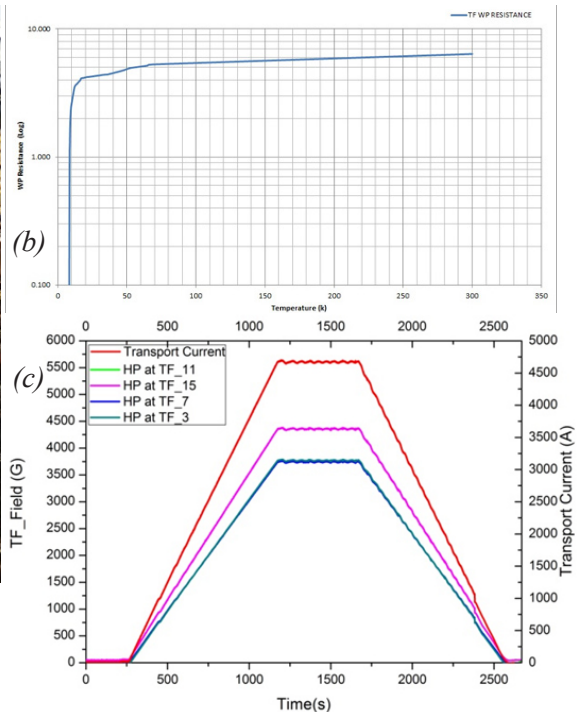 TF WP RESISTANCE
10.000
1.000
0.100
WP Resistance (Log)
(b)
0 50 100 150 200 250 300 350
Temperature (k)
0 500 1000 1500 2000 2500
(c)
Transport Current
HP at TF_11
HP at TF_15
HP at TF_7
HP at TF_3
6000
5500
5000
4500
4000
3500
3000
2500
2000
1500
1000
500
0
TF_Field (G)
5000
4500
4000
3500
3000
2500
2000
1500
1000
500
0
Transport Current (A)
0 500 1000 1500 2000 2500
Time(s)